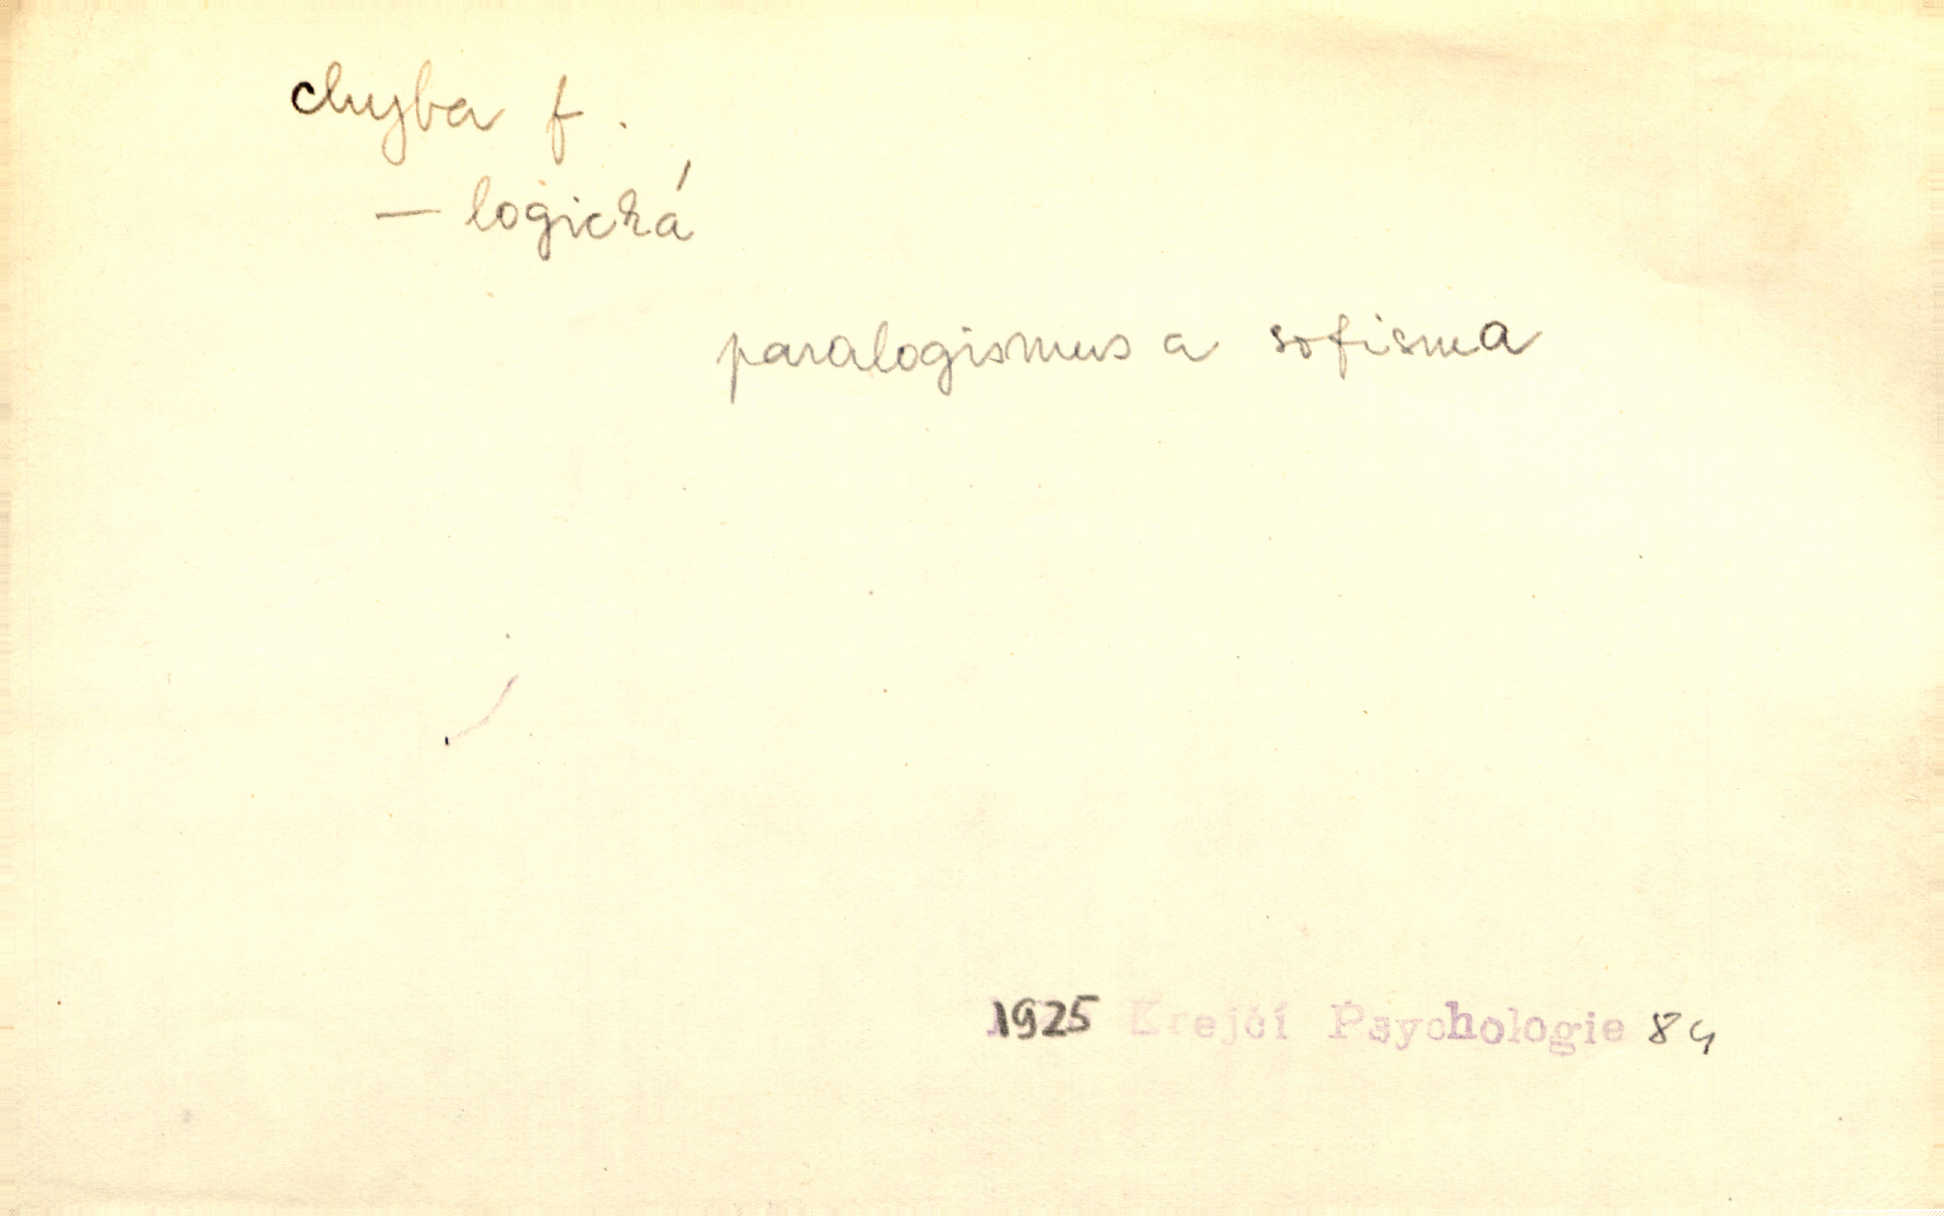 chyba f.
— logická
paralogismus a sofisma
1925 Krejčí Psychologie 84